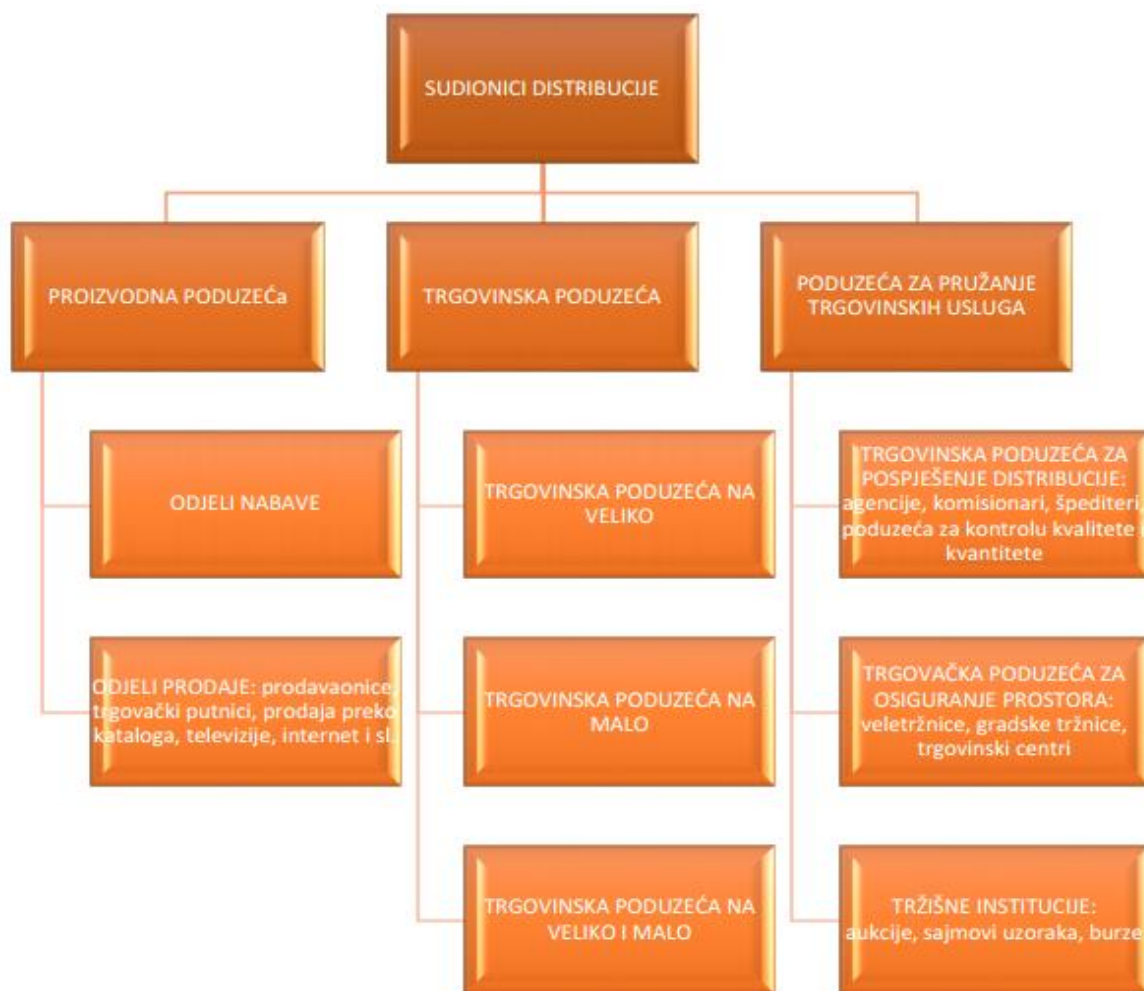 SUDIONICI DISTRIBUCIJE
PROIZVODNA PODUZEĆa
TRGOVINSKA PODUZEĆA
PODUZEĆA ZA PRUŽANJE
TRGOVINSKIH USLUGA
ODJELI NABAVE
ODJELI PRODAJE: prodavaonice,
trgovački putnici, prodaja preko
kataloga, televizije, internet i sl.
TRGOVINSKA PODUZEĆA NA
VELIKO
TRGOVINSKA PODUZEĆA NA
MALO
TRGOVINSKA PODUZEĆA NA
VELIKO I MALO
TRGOVINSKA PODUZEĆA ZA
POSPJEŠENJE DISTRIBUCIJE:
agencije, komisionari, špediteri,
poduzeća za kontrolu kvalitete i
kvantitete
TRGOVAČKA PODUZEĆA ZA
OSIGURANJE PROSTORA:
veletržnice, gradske tržnice,
trgovinski centri
TRŽIŠNE INSTITUCIJE:
aukcije, sajmovi uzoraka, burze